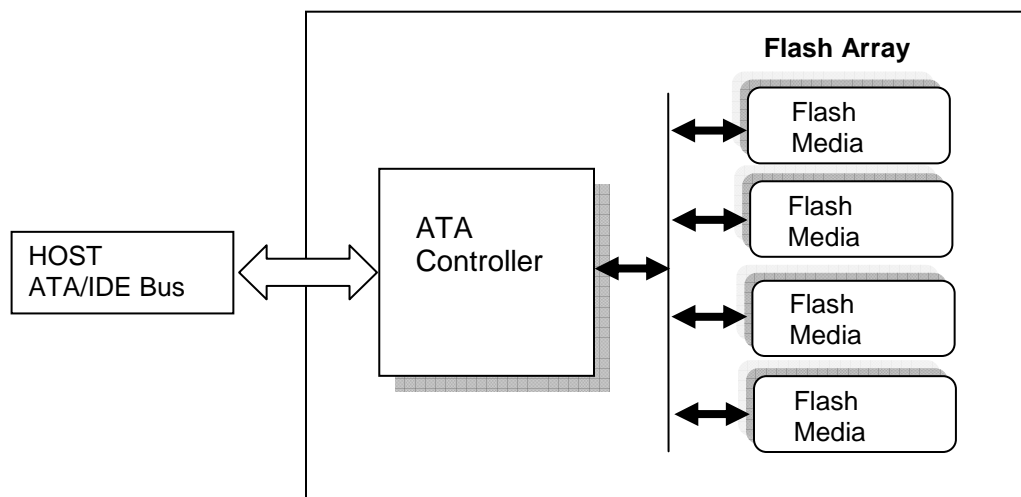 Flash Array
Flash
Media
Flash
Media
ATA
Controller
HOST
ATA/IDE Bus
Flash
Media
Flash
Media